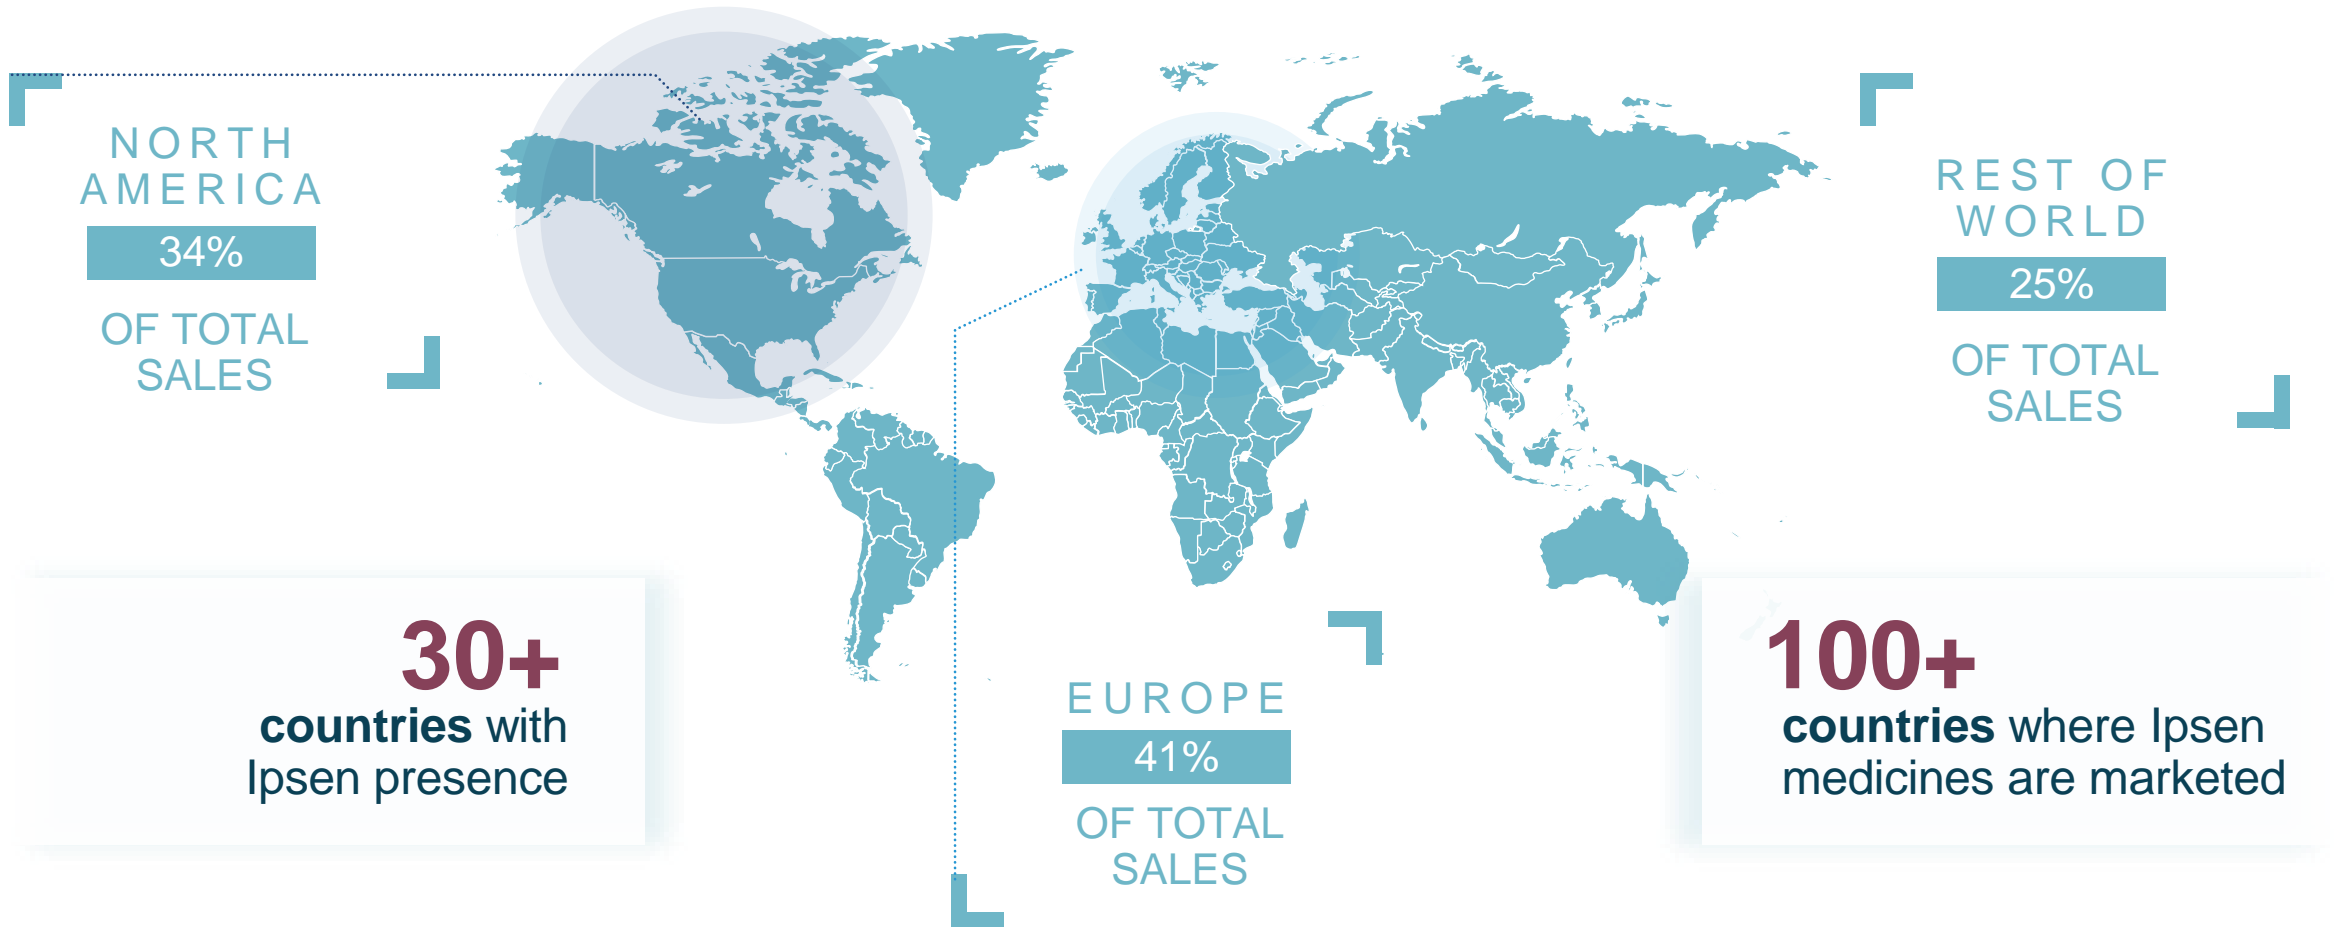 NORTH
AMERICA
34%
OF TOTAL
SALES
REST OF
WORLD
25%
OF TOTAL
SALES
30+
countries with
Ipsen presence
EUROPE
41%
OF TOTAL
SALES
100+
countries where Ipsen
medicines are marketed